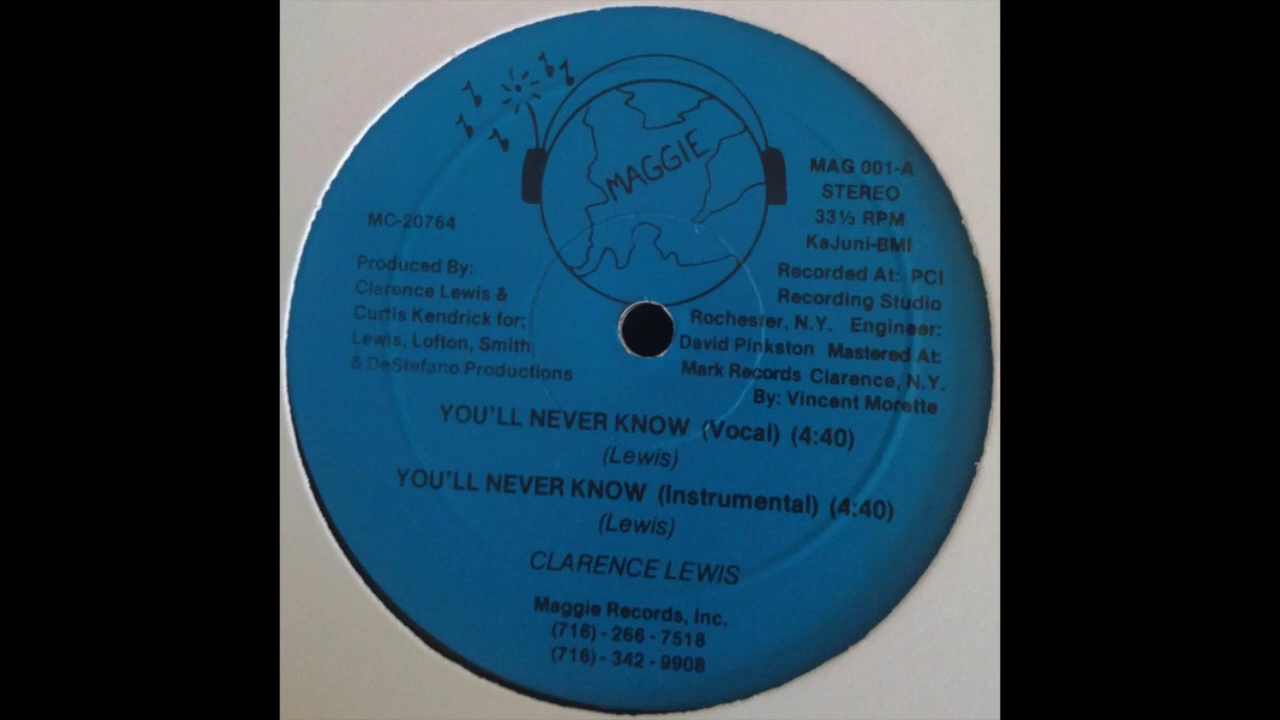 MAGGIE
MAG 001-A
STEREO
33⅓ RPM
KaJuni-BMI
MC-20764
Produced By:
Clarence Lewis &
Curtis Kendrick for;
Lewis, Lofton, Smith
& DeStefano Productions
Recorded At: PCI
Recording Studio
Rochester, N.Y. Engineer:
David Pinkston Mastered At:
Mark Records Clarence, N.Y.
By: Vincent Morette
YOU'LL NEVER KNOW (Vocal) (4:40)
(Lewis)
YOU'LL NEVER KNOW (Instrumental) (4:40)
(Lewis)
CLARENCE LEWIS
Maggie Records, Inc.
(716) - 266 - 7518
(716) - 342 - 9908